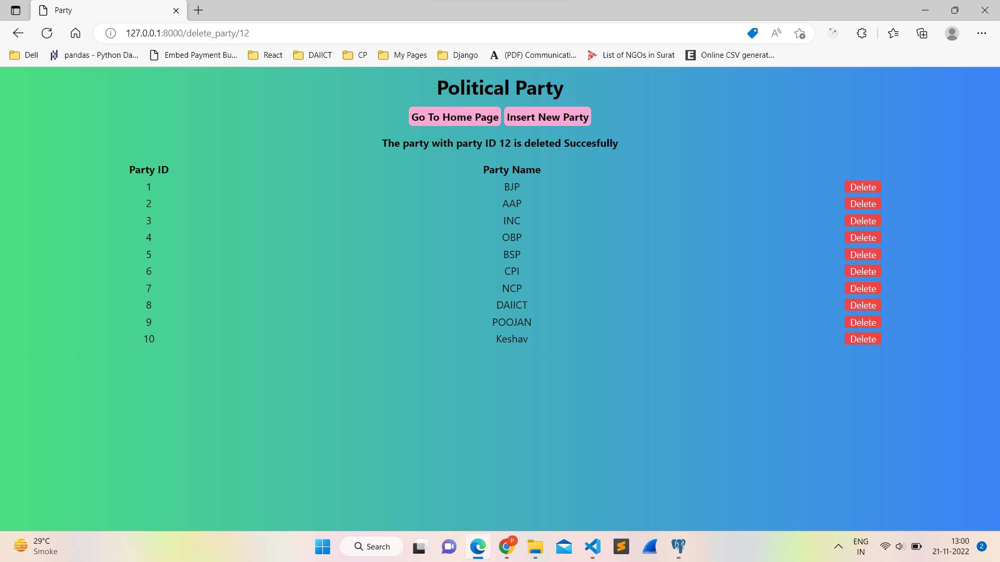 Party
127.0.0.1:8000/delete_party/12
Dell pandas - Python Da... Embed Payment Bu... React DAIICT CP My Pages Django (PDF) Communicati... List of NGOs in Surat Online CSV generat...
Political Party
Go To Home Page Insert New Party
The party with party ID 12 is deleted Succesfully
Party ID Party Name
1 BJP Delete
2 AAP Delete
3 INC Delete
4 OBP Delete
5 BSP Delete
6 CPI Delete
7 NCP Delete
8 DAIICT Delete
9 POOJAN Delete
10 Keshav Delete
29°C
Smoke
Search
P
ENG
IN
13:00
21-11-2022
2